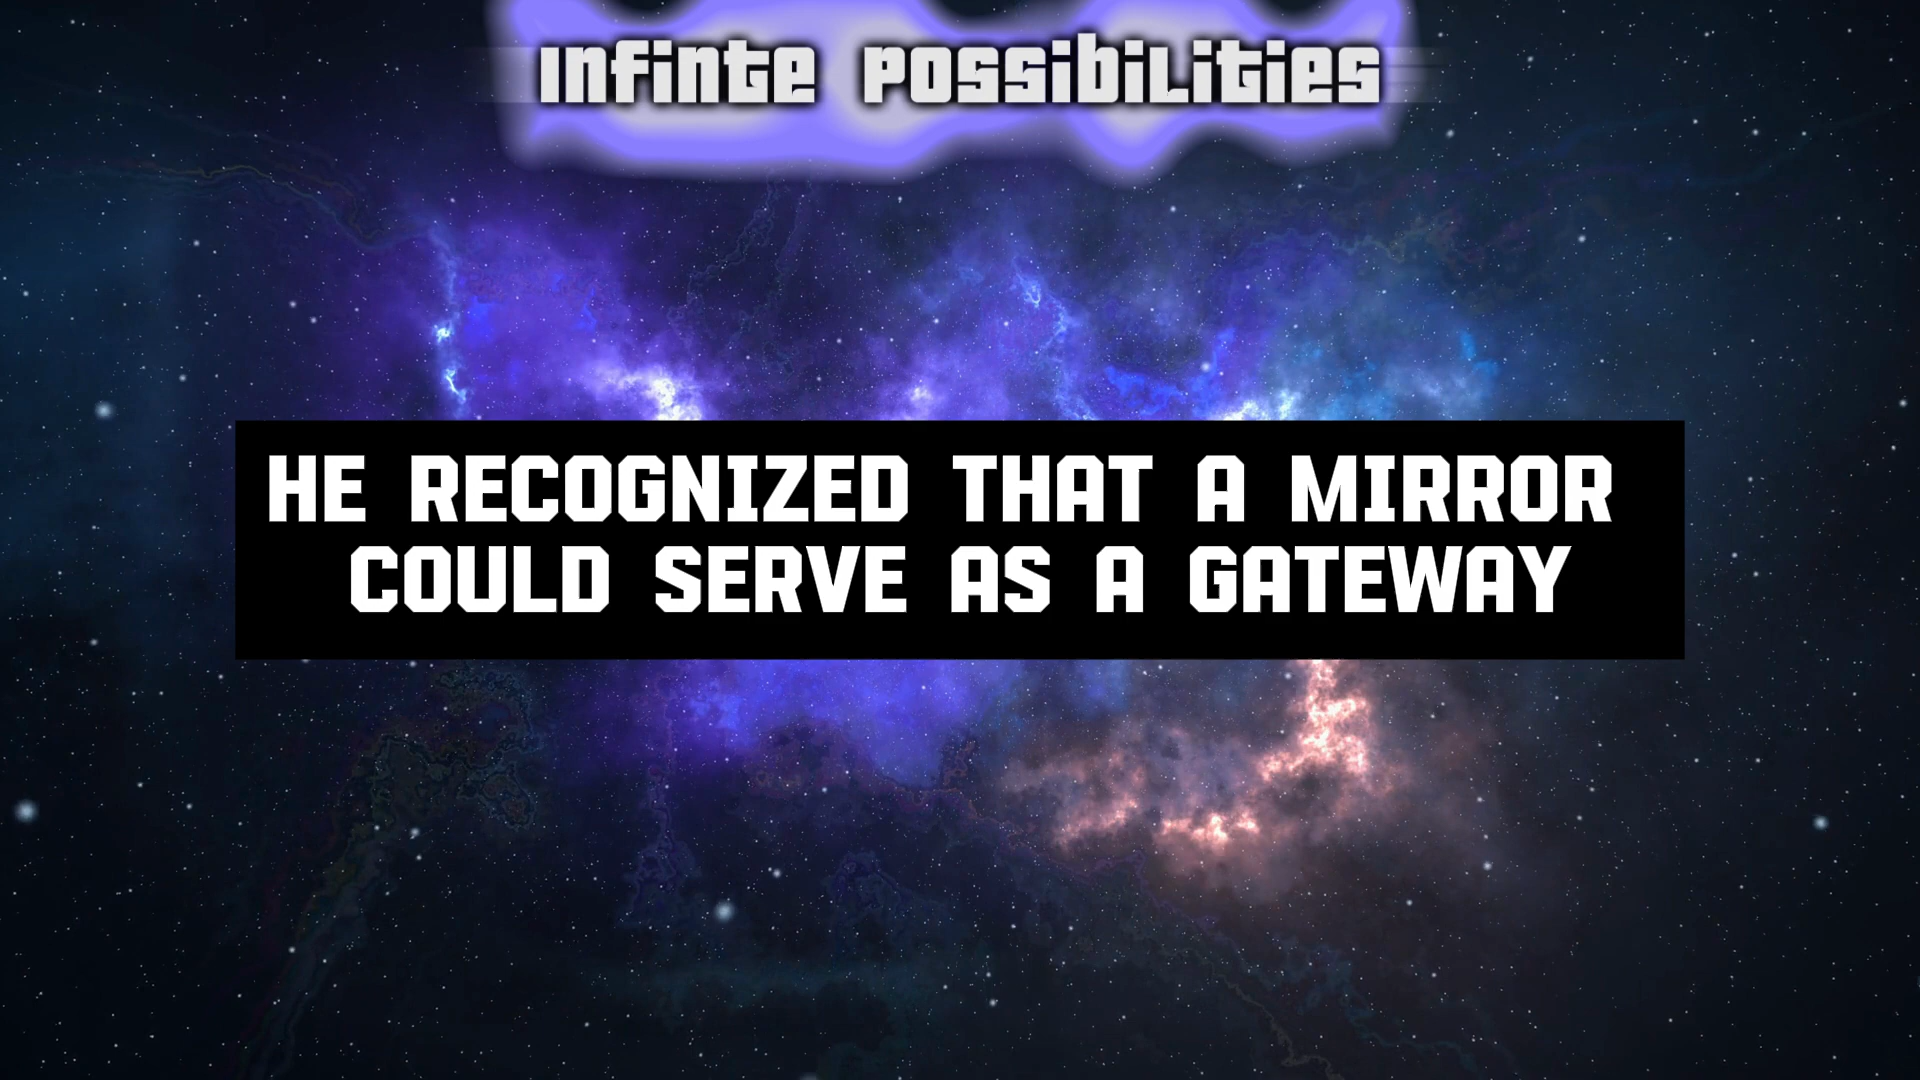 Infinte Possibilities
HE RECOGNIZED THAT A MIRROR
COULD SERVE AS A GATEWAY